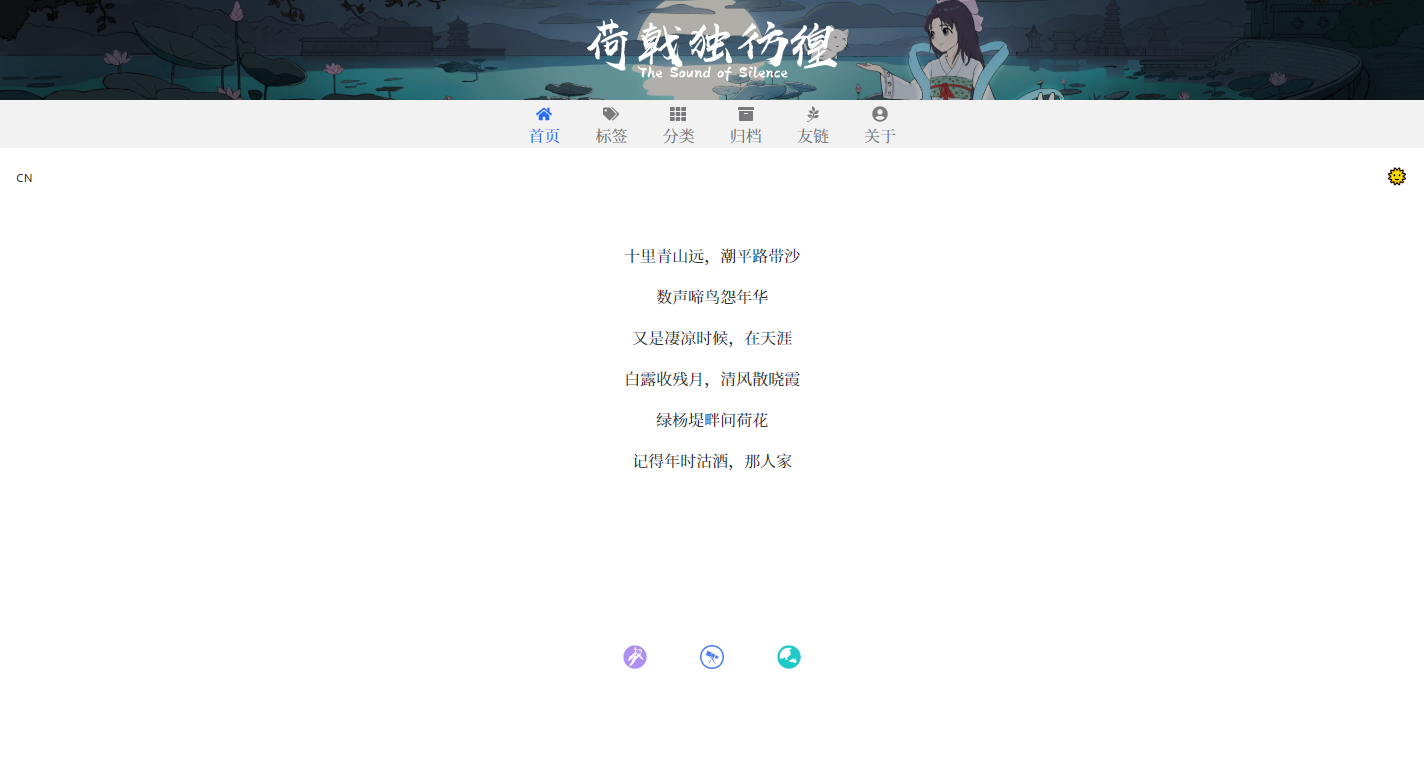 荷戟独彷徨
The Sound of Silence
首页 标签 分类 归档 友链 关于
CN
十里青山远，潮平路带沙
数声啼鸟怨年华
又是凄凉时候，在天涯
白露收残月，清风散晓霞
绿杨堤畔问荷花
记得年时沽酒，那人家